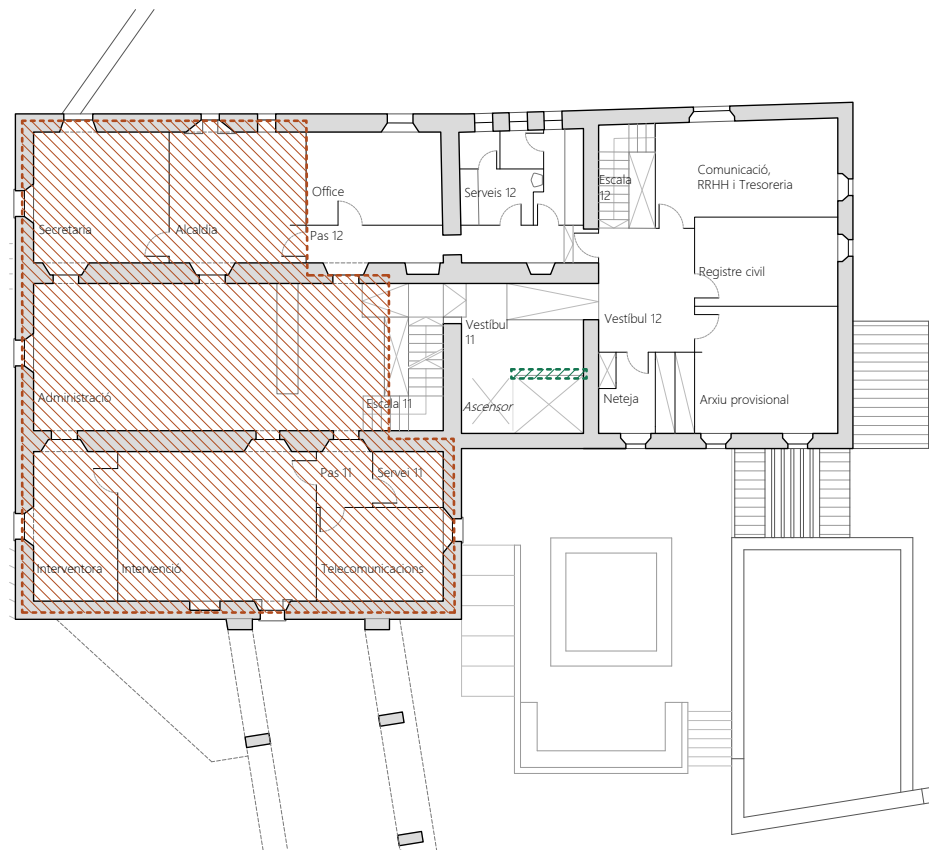 Comunicació,
RRHH i Tresoreria
Office
Serveis 12
Escala
12
Secretaria
Alcaldia
Pas 12
Registre civil
Vestíbul
11
Vestíbul 12
Administració
Escala 11
Ascensor
Neteja
Arxiu provisional
Pas 11
Servei 11
Interventora
Intervenció
Telecomunicacions